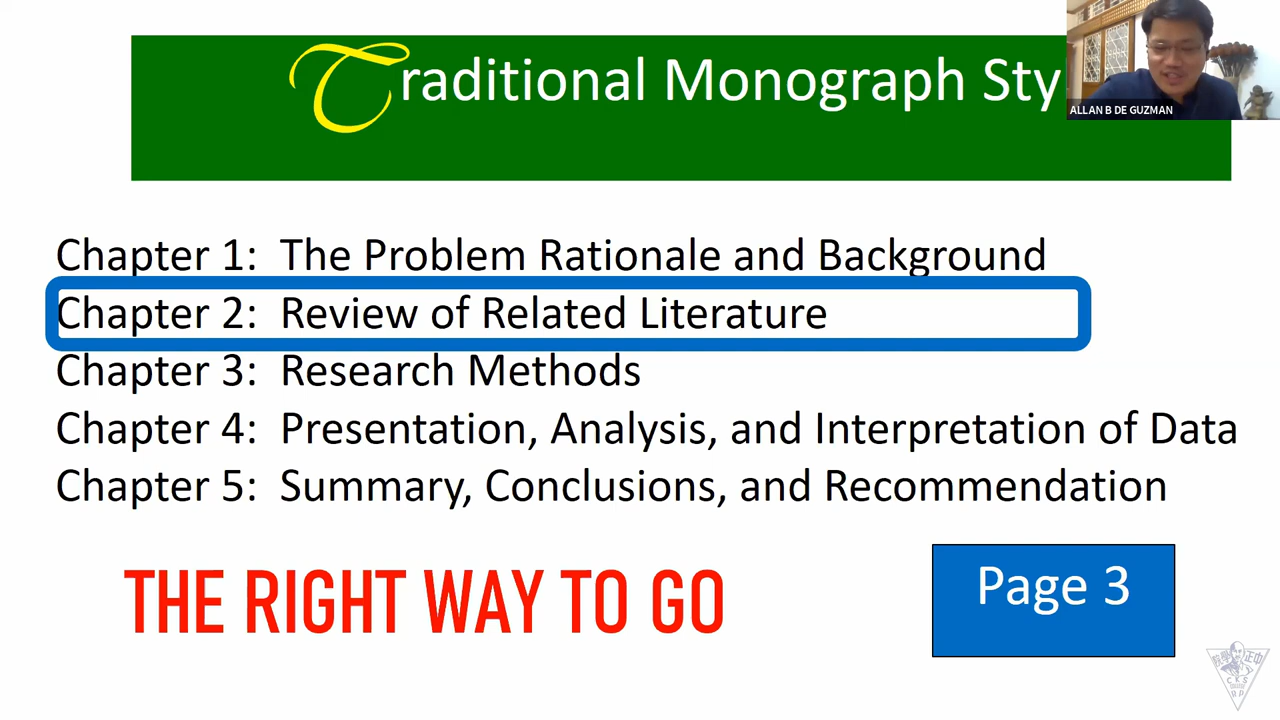 Traditional Monograph Sty
ALLAN B DE GUZMAN
Chapter 1: The Problem Rationale and Background
Chapter 2: Review of Related Literature
Chapter 3: Research Methods
Chapter 4: Presentation, Analysis, and Interpretation of Data
Chapter 5: Summary, Conclusions, and Recommendation
THE RIGHT WAY TO GO
Page 3
C K S